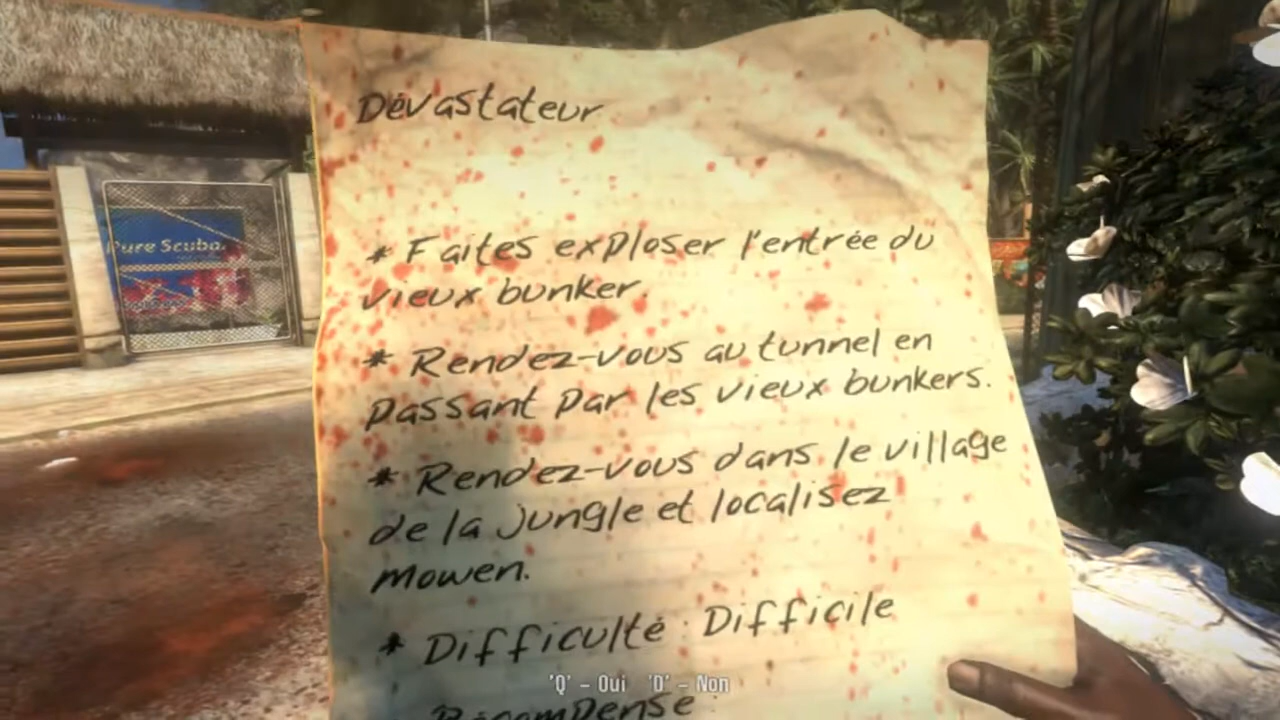 Dévastateur
Pure Scuba.
* Faites exploser l'entrée du
vieux bunker.
* Rendez-vous au tunnel en
passant par les vieux bunkers.
* Rendez-vous dans le village
de la jungle et localisez
mowen.
* Difficulté : Difficile
'Q' - Oui 'O' - Non
Récompense